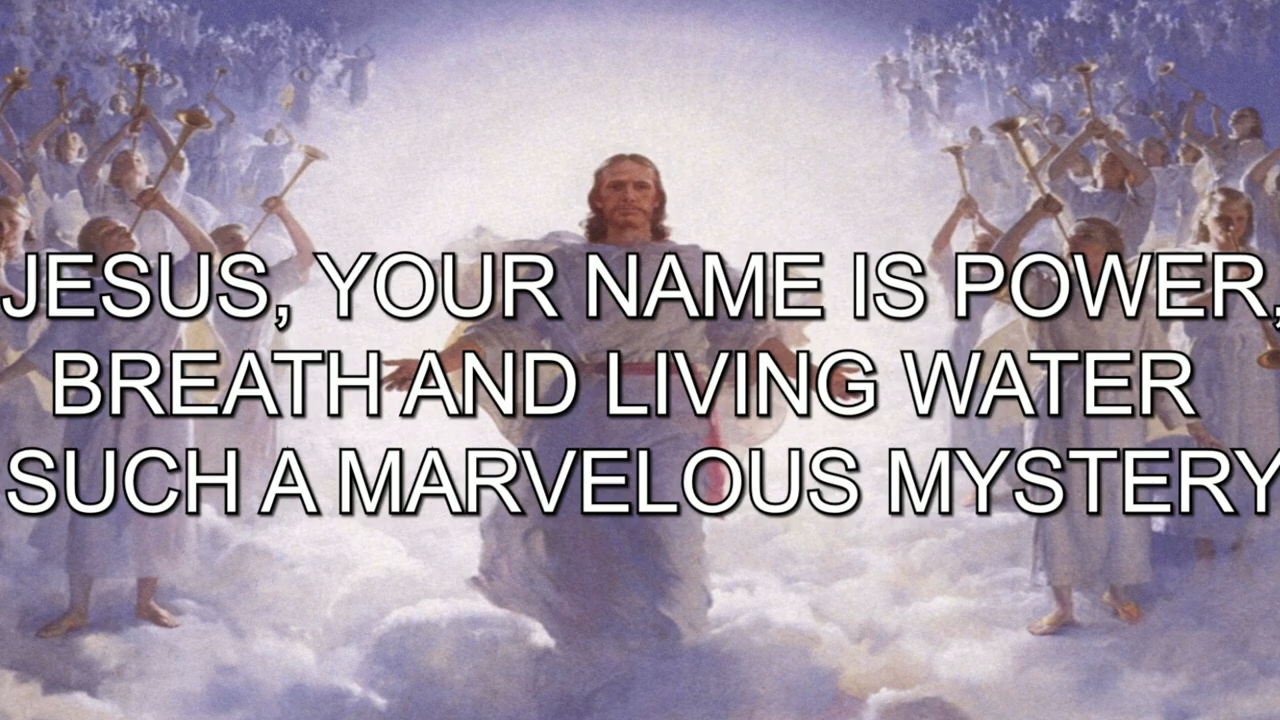 JESUS, YOUR NAME IS POWER,
BREATH AND LIVING WATER
SUCH A MARVELOUS MYSTERY